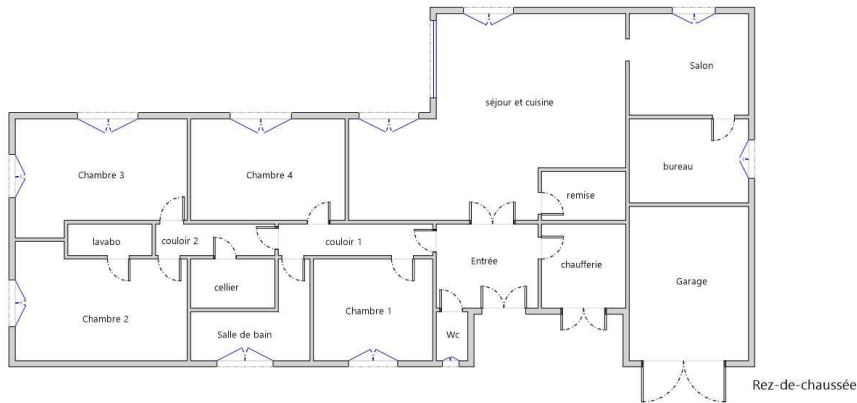 Salon
séjour et cuisine
Chambre 3
Chambre 4
bureau
remise
lavabo
couloir 2
couloir 1
Entrée
chaufferie
cellier
Garage
Chambre 2
Chambre 1
Salle de bain
Wc
Rez-de-chaussée